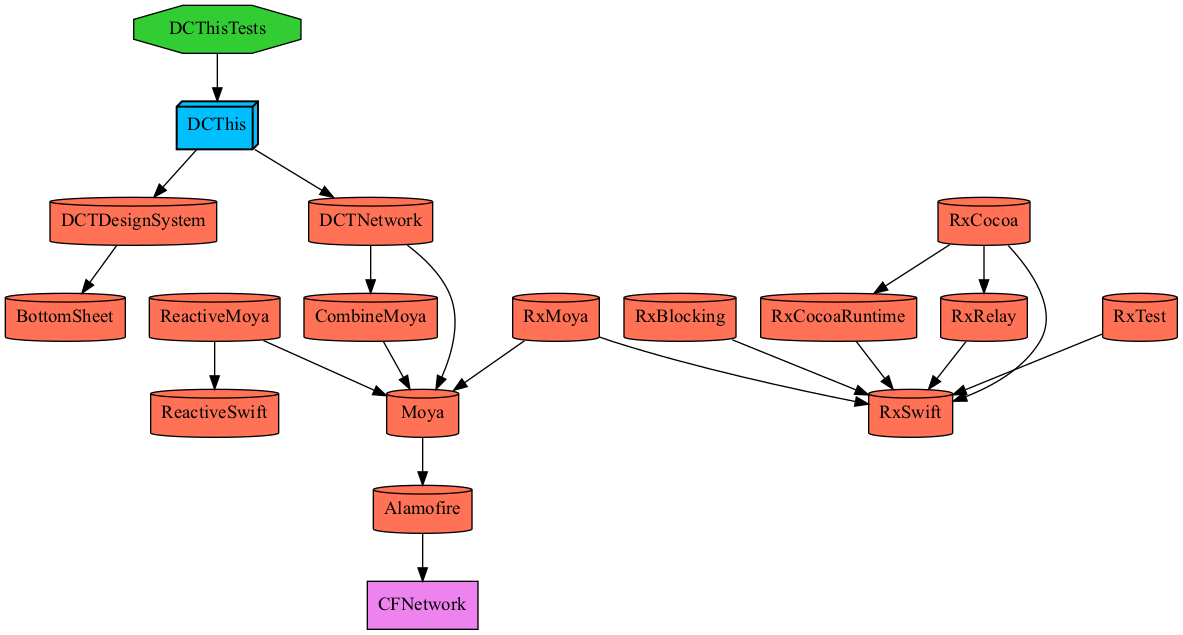 DCThisTests
DCThis
DCTDesignSystem
DCTNetwork
RxCocoa
BottomSheet
ReactiveMoya
CombineMoya
RxMoya
RxBlocking
RxCocoaRuntime
RxRelay
RxTest
ReactiveSwift
Moya
RxSwift
Alamofire
CFNetwork